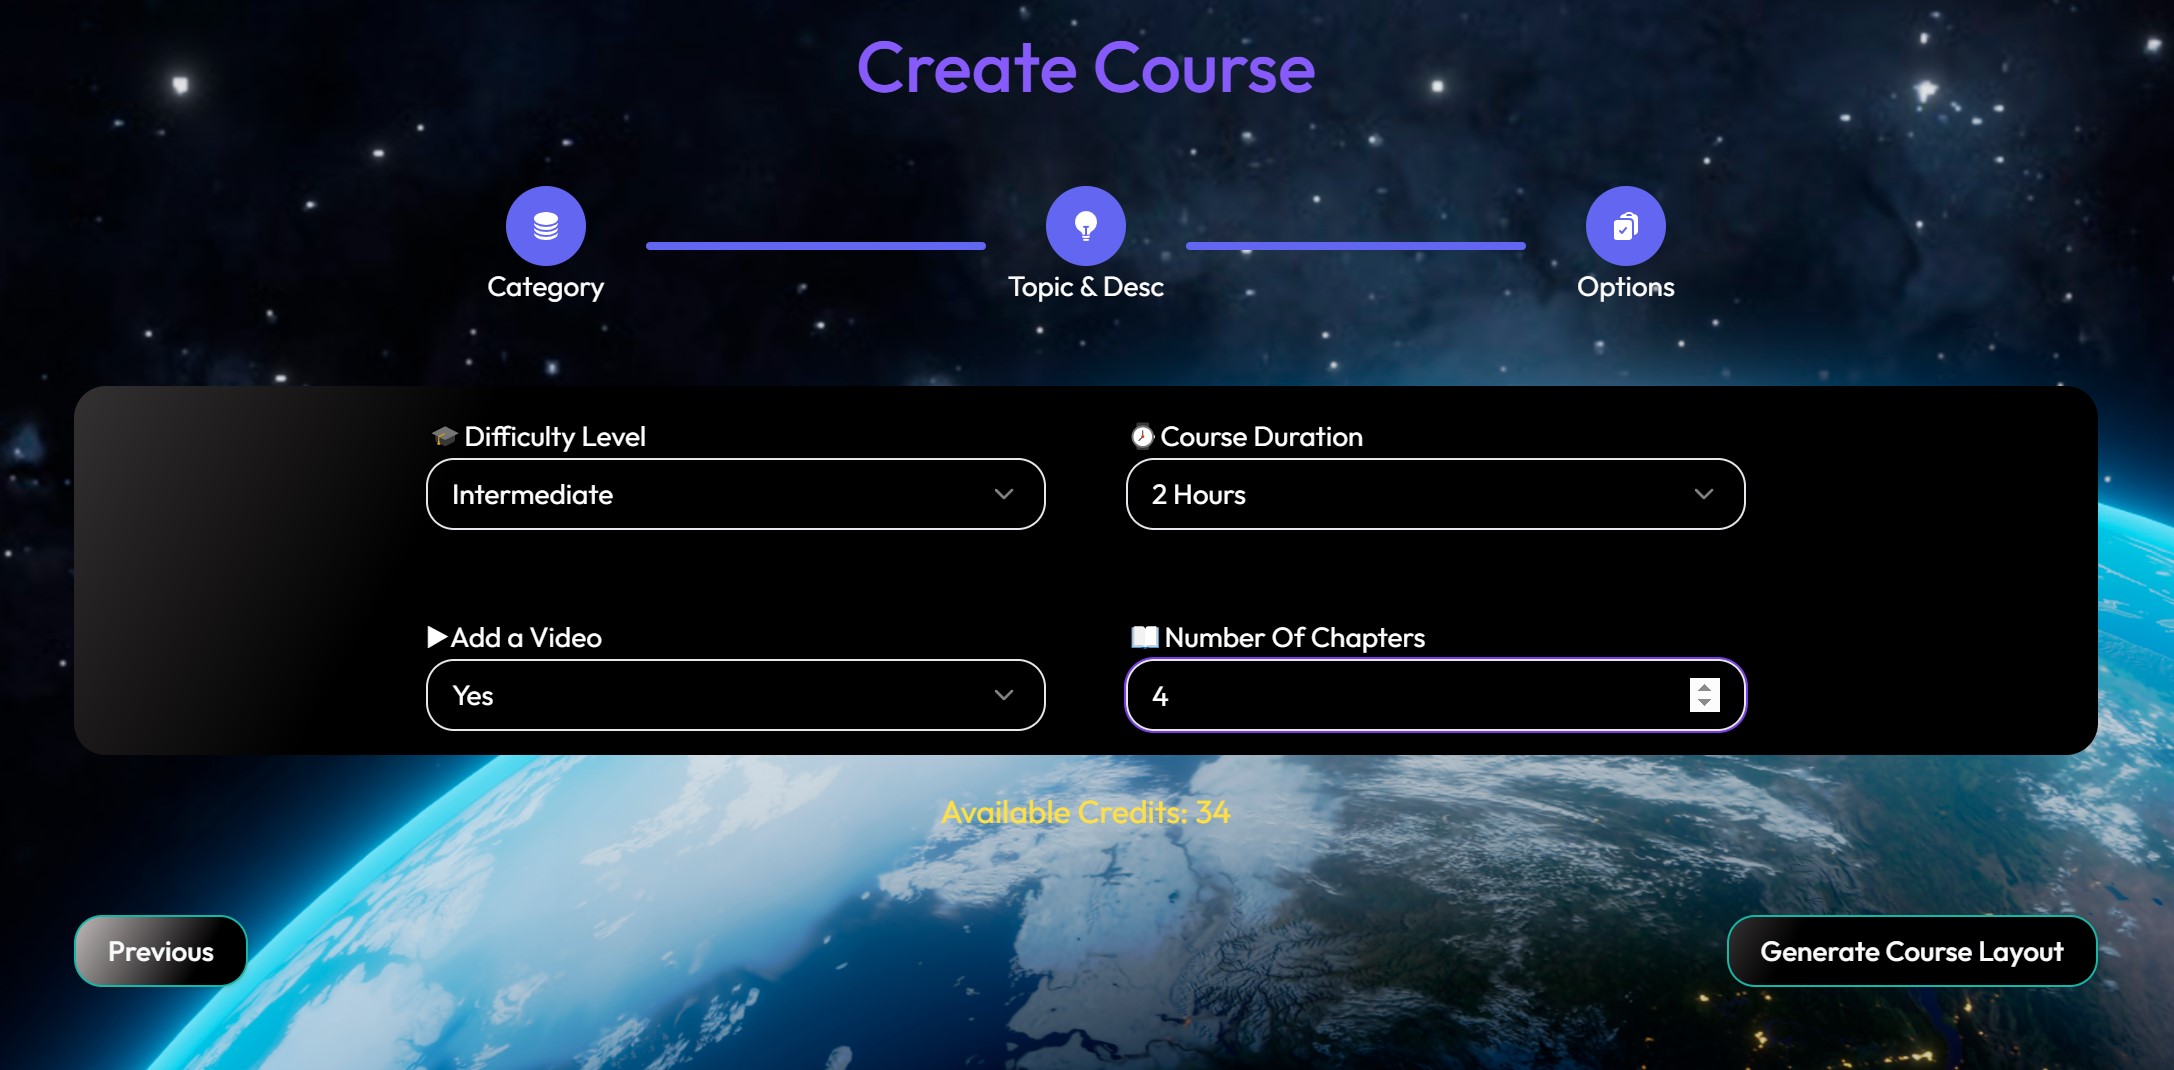 Create Course
Category
Topic & Desc
Options
Difficulty Level
Course Duration
Intermediate
2 Hours
Add a Video
Number Of Chapters
Yes
4
Available Credits: 34
Previous
Generate Course Layout